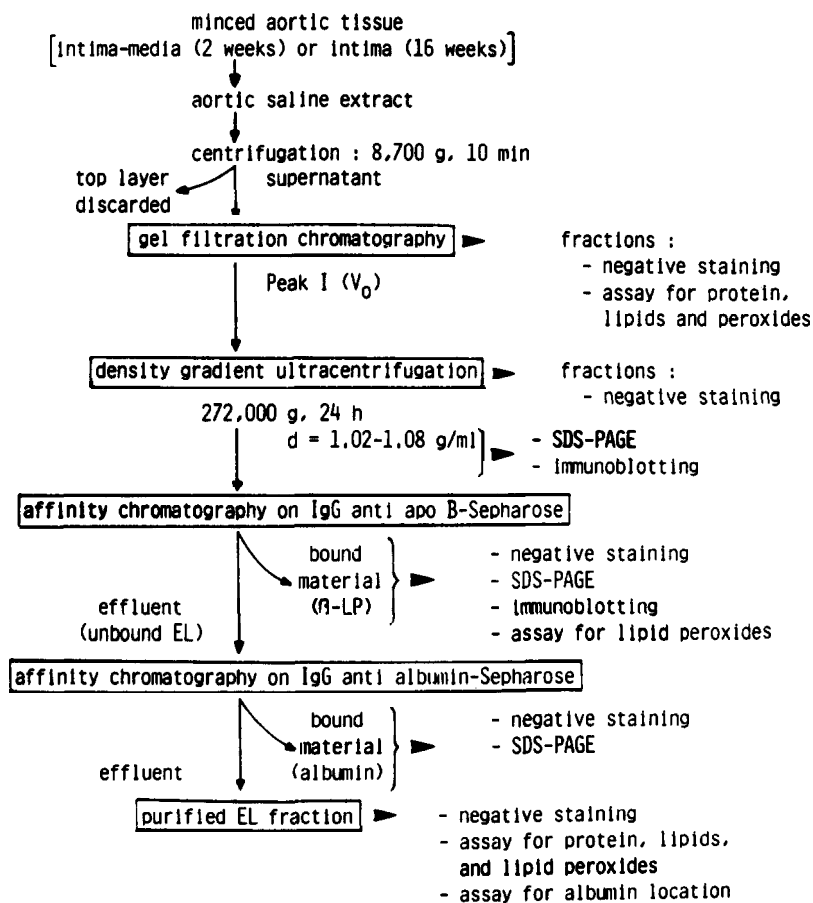 minced aortic tissue
[intima-media (2 weeks) or intima (16 weeks)]
aortic saline extract
centrifugation : 8,700 g, 10 min
top layer discarded
supernatant
gel filtration chromatography
fractions :
- negative staining
- assay for protein,
lipids and peroxides
Peak I (V0)
density gradient ultracentrifugation
fractions :
- negative staining
272,000 g, 24 h
d = 1.02-1.08 g/ml
- SDS-PAGE
- immunoblotting
affinity chromatography on IgG anti apo B-Sepharose
bound
material
(β-LP)
- negative staining
- SDS-PAGE
- immunoblotting
- assay for lipid peroxides
effluent
(unbound EL)
affinity chromatography on IgG anti albumin-Sepharose
bound
material
(albumin)
- negative staining
- SDS-PAGE
effluent
purified EL fraction
- negative staining
- assay for protein, lipids,
and lipid peroxides
- assay for albumin location